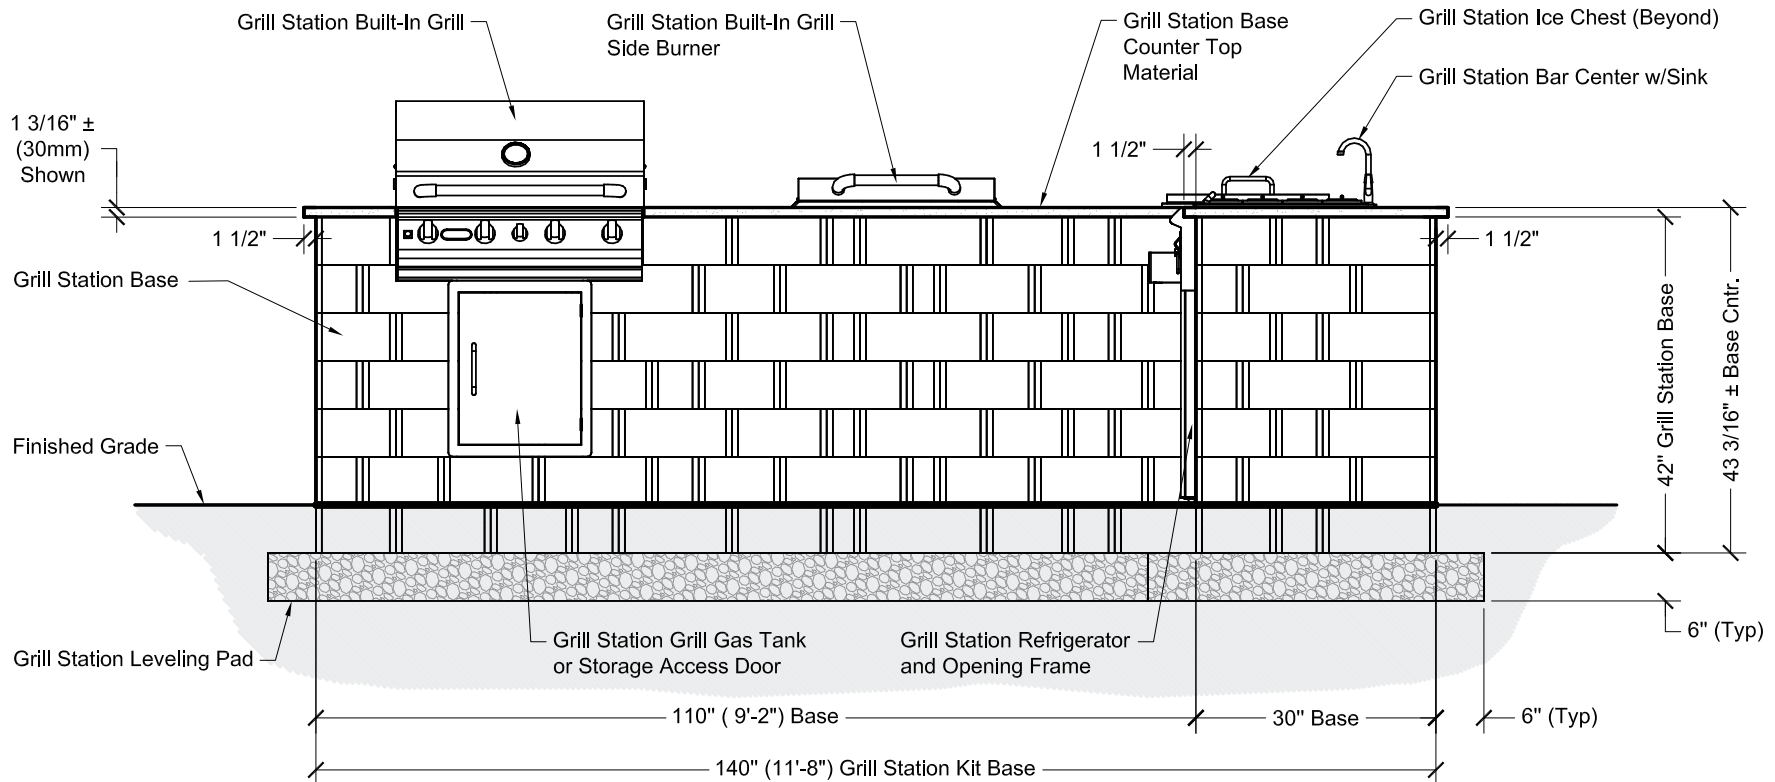 Grill Station Built-In Grill
Grill Station Built-In Grill
Side Burner
Grill Station Base
Counter Top
Material
Grill Station Ice Chest (Beyond)
Grill Station Bar Center w/Sink
1 3/16" ±
(30mm)
Shown
1 1/2"
1 1/2"
1 1/2"
Grill Station Base
42" Grill Station Base
43 3/16" ± Base Cntr.
Finished Grade
Grill Station Leveling Pad
Grill Station Grill Gas Tank
or Storage Access Door
Grill Station Refrigerator
and Opening Frame
6" (Typ)
110" ( 9'-2") Base
30" Base
6" (Typ)
140" (11'-8") Grill Station Kit Base